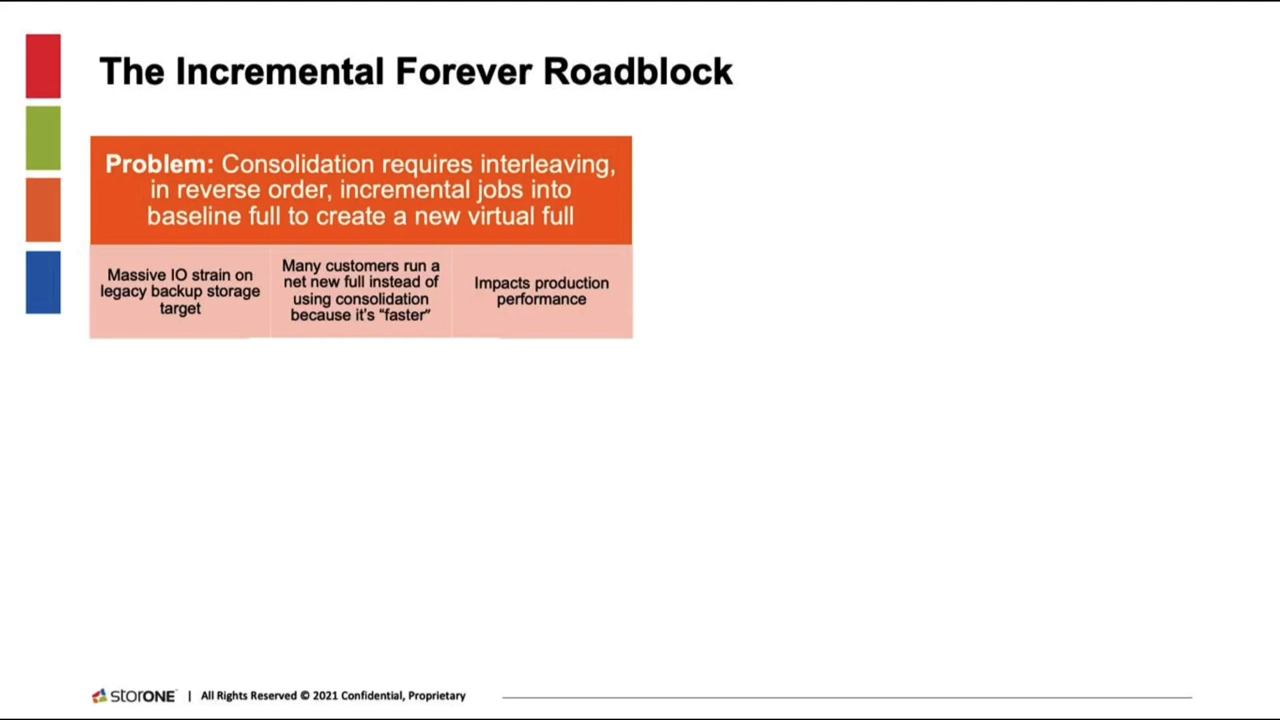 The Incremental Forever Roadblock
Problem: Consolidation requires interleaving,
in reverse order, incremental jobs into
baseline full to create a new virtual full
Massive IO strain on
legacy backup storage
target
Many customers run a
net new full instead of
using consolidation
because it's “faster”
Impacts production
performance
storONE | All Rights Reserved © 2021 Confidential, Proprietary